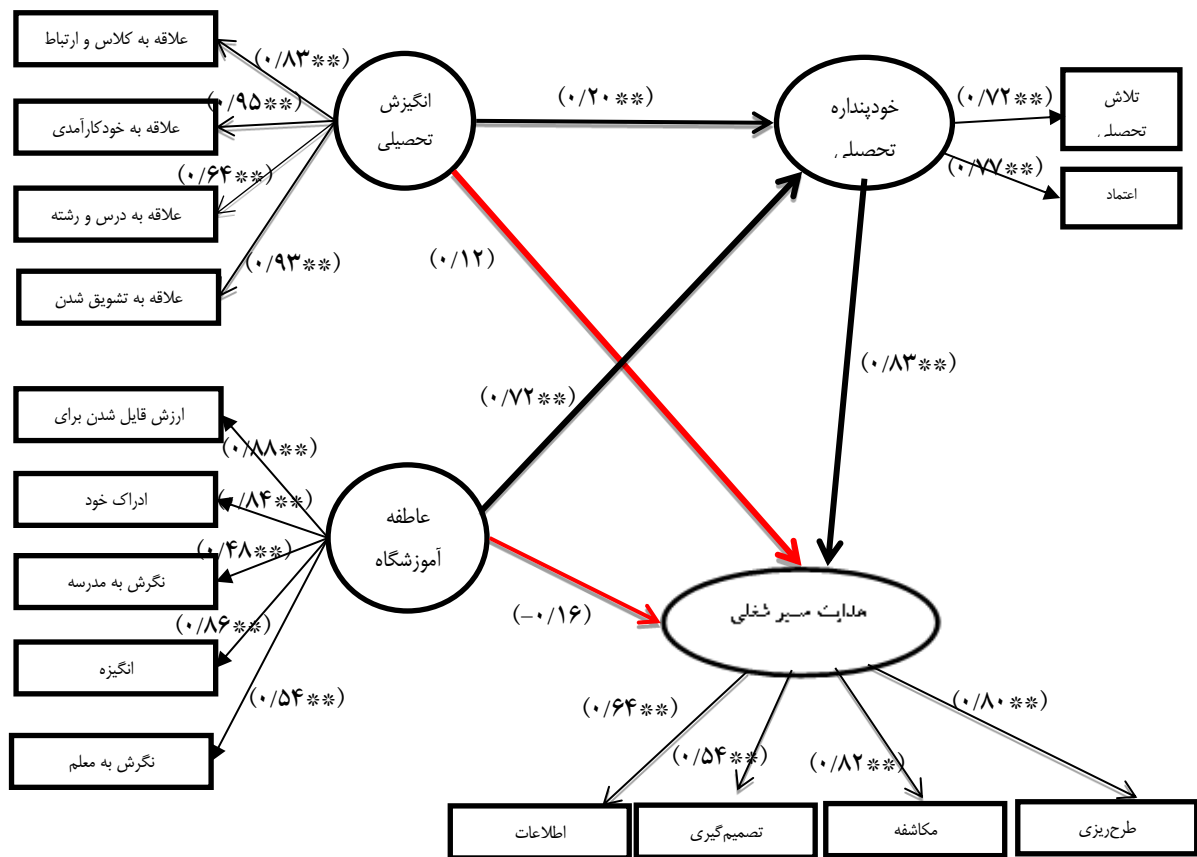 علاقه به کلاس و ارتباط
علاقه به خودکارآمدی
علاقه به درس و رشته
علاقه به تشویق شدن
(۰/۸۳**)
(۰/۹۵**)
(۰/۶۴**)
(۰/۹۳**)
انگیزش
تحصیلی
(۰/۲۰**)
خودپنداره
تحصیلی
(۰/۷۲**)
(۰/۷۷**)
تلاش
تحصیلی
اعتماد
(۰/۱۲)
(۰/۷۲**)
(۰/۸۳**)
ارزش قایل شدن برای
ادراک خود
نگرش به مدرسه
انگیزه
نگرش به معلم
(۰/۸۸**)
(۰/۸۴**)
(۰/۴۸**)
(۰/۸۶**)
(۰/۵۴**)
عاطفه
آموزشگاه
(-۰/۱۶)
هدایت مسیر شغلی
(۰/۶۴**)
(۰/۵۴**)
(۰/۸۲**)
(۰/۸۰**)
طرح‌ریزی
مکاشفه
تصمیم‌گیری
اطلاعات